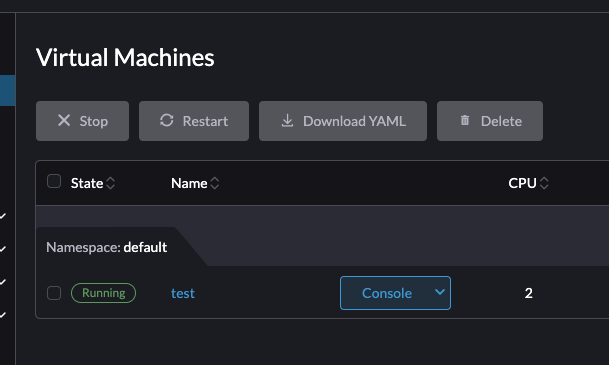 Virtual Machines
Stop Restart Download YAML Delete
State Name CPU
Namespace: default
Running test Console 2